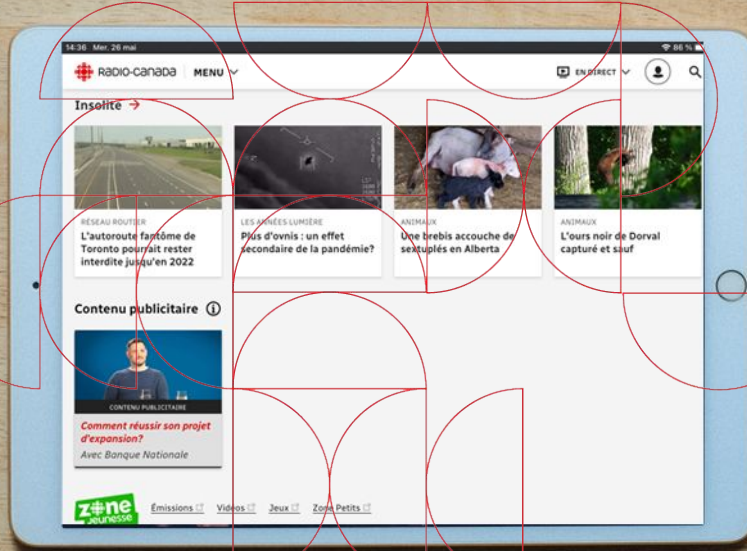 14:36 Mer. 26 mai
86 %
RADIO-CANADA MENU
EN DIRECT
Insolite →
RÉSEAU ROUTIER
L'autoroute fantôme de
Toronto pourrait rester
interdite jusqu'en 2022
LES ANNÉES LUMIÈRE
Plus d'ovnis : un effet
secondaire de la pandémie?
ANIMAUX
Une brebis accouche de
sextuplés en Alberta
ANIMAUX
L'ours noir de Dorval
capturé et sauf
Contenu publicitaire
CONTENU PUBLICITAIRE
Comment réussir son projet
d'expansion?
Avec Banque Nationale
zone
jeunesse
Émissions Vidéos Jeux Zone Petits